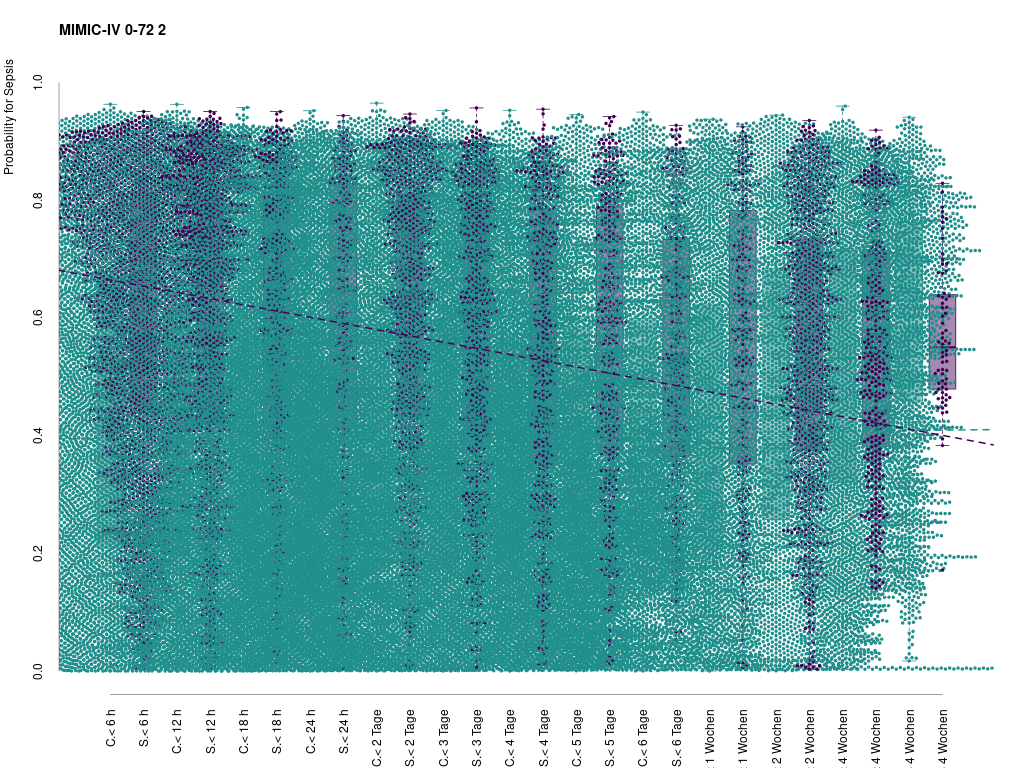 MIMIC-IV 0-72 2
Probability for Sepsis
1.0
0.8
0.6
0.4
0.2
0.0
C.< 6 h
S.< 6 h
C.< 12 h
S.< 12 h
C.< 18 h
S.< 18 h
C.< 24 h
S.< 24 h
C.< 2 Tage
S.< 2 Tage
C.< 3 Tage
S.< 3 Tage
C.< 4 Tage
S.< 4 Tage
C.< 5 Tage
S.< 5 Tage
C.< 6 Tage
S.< 6 Tage
1 Wochen
1 Wochen
2 Wochen
2 Wochen
4 Wochen
4 Wochen
4 Wochen
4 Wochen